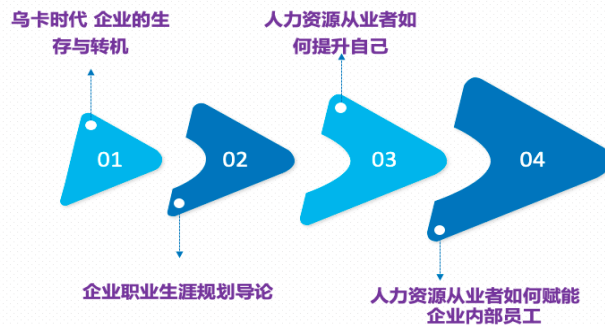 乌卡时代 企业的生
存与转机
人力资源从业者如
何提升自己
01
02
03
04
企业职业生涯规划导论
人力资源从业者如何赋能
企业内部员工